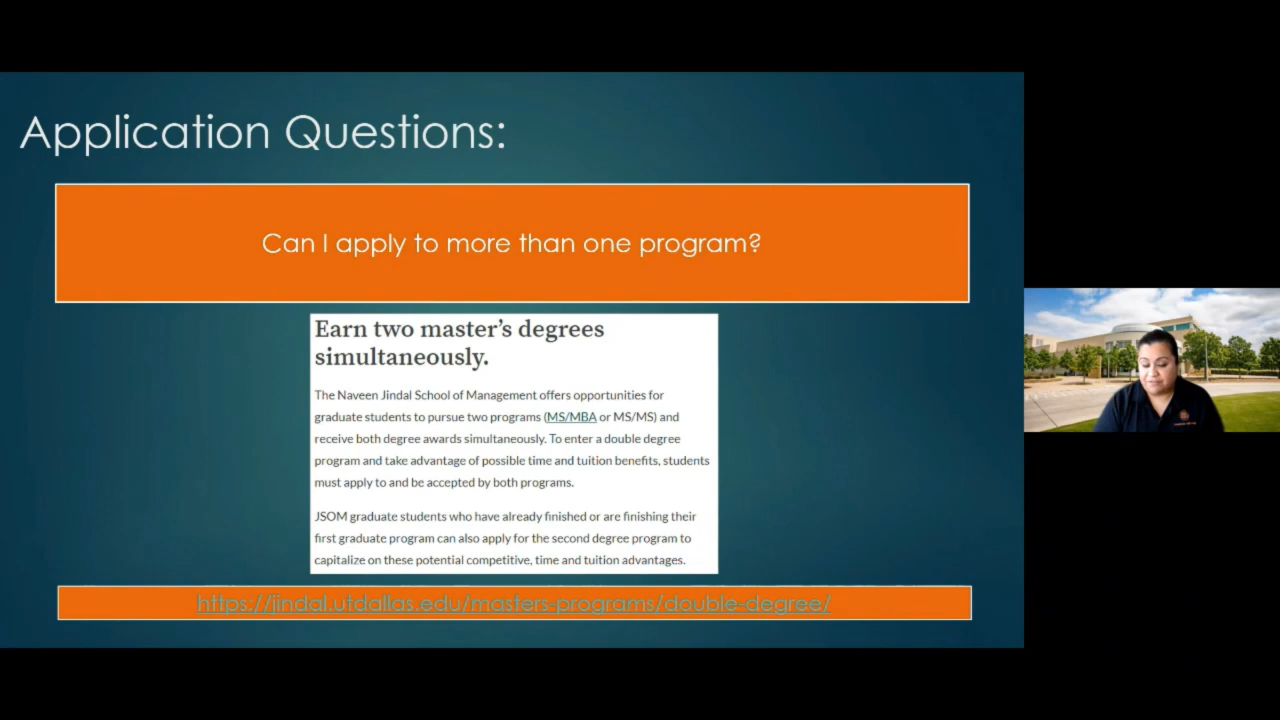 Application Questions:
Can I apply to more than one program?
Earn two master's degrees
simultaneously.
The Naveen Jindal School of Management offers opportunities for
graduate students to pursue two programs (MS/MBA or MS/MS) and
receive both degree awards simultaneously. To enter a double degree
program and take advantage of possible time and tuition benefits, students
must apply to and be accepted by both programs.
JSOM graduate students who have already finished or are finishing their
first graduate program can also apply for the second degree program to
capitalize on these potential competitive, time and tuition advantages.
https://jindal.utdallas.edu/masters-programs/double-degree/